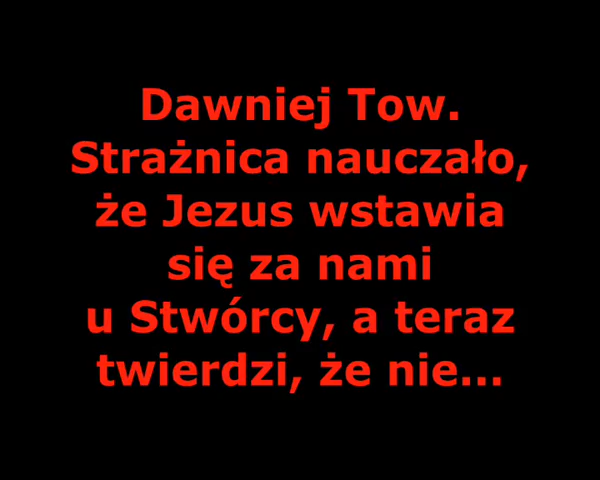 Dawniej Tow.
Strażnica nauczało,
że Jezus wstawia
się za nami
u Stwórcy, a teraz
twierdzi, że nie...